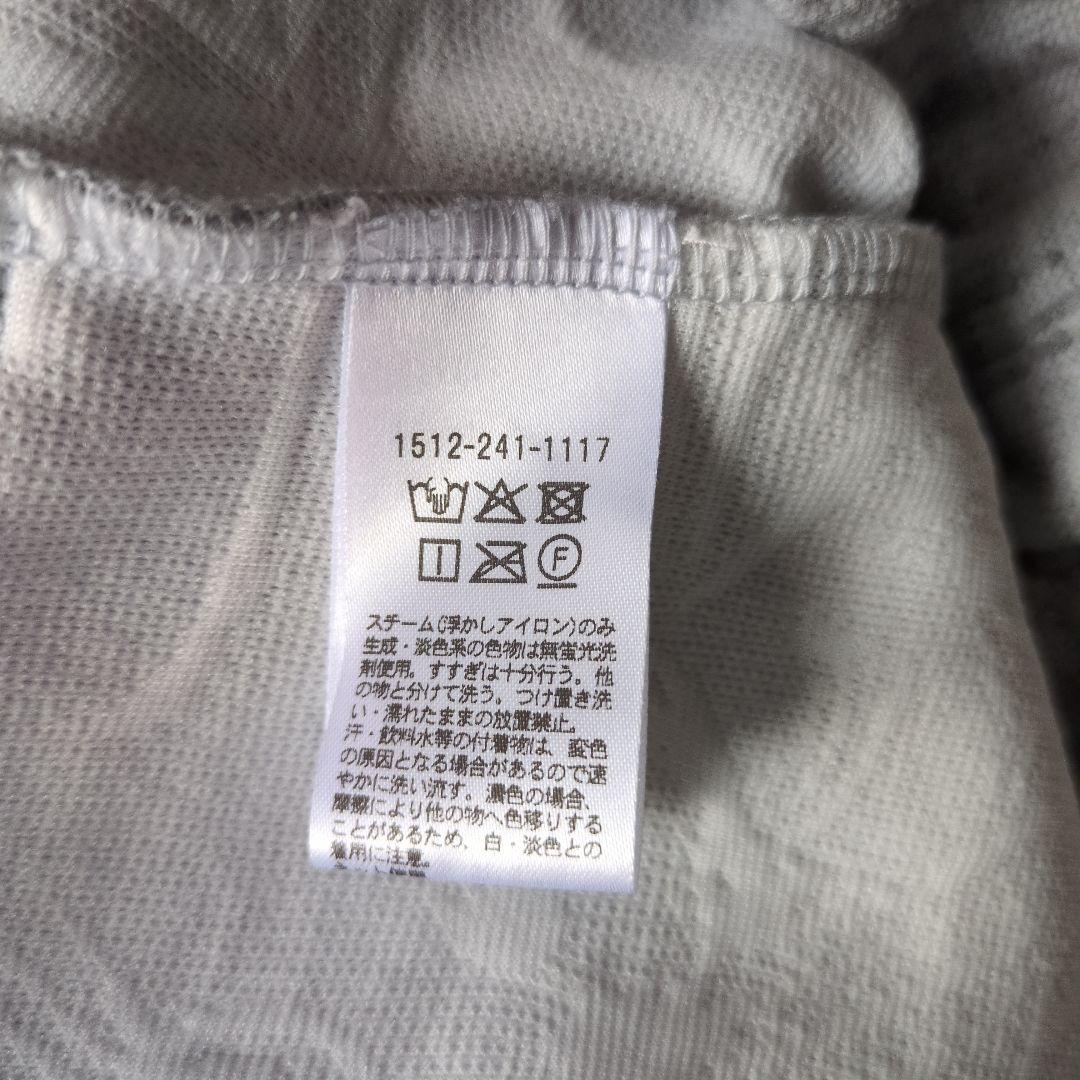 1512-241-1117
F
スチーム(浮かしアイロン)のみ
生成・淡色系の色物は無蛍光洗
剤使用。すすぎは十分行う。他
の物と分けて洗う。つけ置き洗
い・濡れたままの放置禁止。
汗・飲料水等の付着物は、変色
の原因となる場合があるので速
やかに洗い流す。濃色の場合、
摩擦により他の物へ色移りする
ことがあるため、白・淡色との
着用に注意。
ネット使用